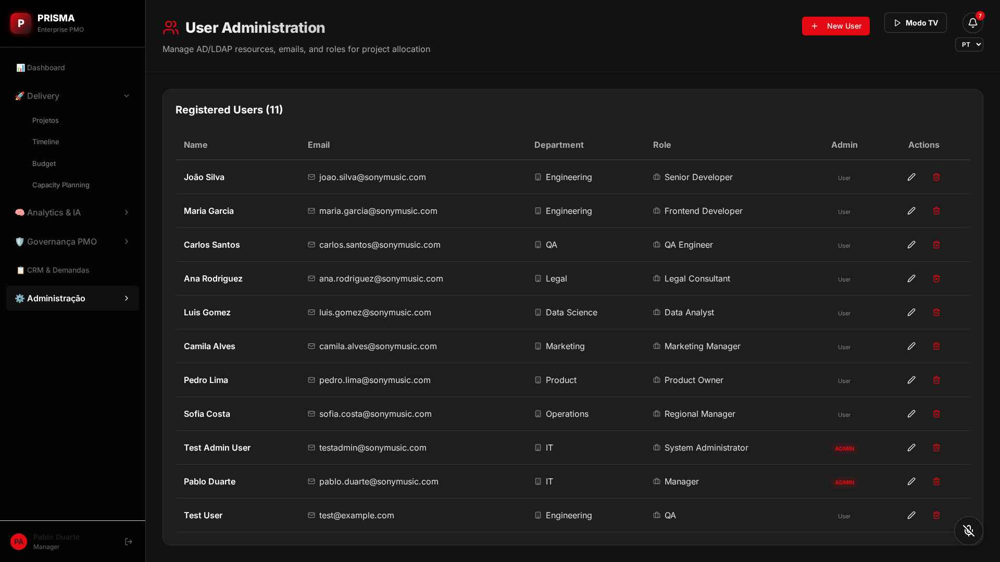 P
PRISMA
Enterprise PMO
📊 Dashboard
🚀 Delivery
Projetos
Timeline
Budget
Capacity Planning
🧠 Analytics & IA
🛡️ Governança PMO
📋 CRM & Demandas
⚙️ Administração
PA
Pablo Duarte
Manager
User Administration
Manage AD/LDAP resources, emails, and roles for project allocation
New User
Modo TV
7
PT
Registered Users (11)
Name Email Department Role Admin Actions
João Silva joao.silva@sonymusic.com Engineering Senior Developer User
Maria Garcia maria.garcia@sonymusic.com Engineering Frontend Developer User
Carlos Santos carlos.santos@sonymusic.com QA QA Engineer User
Ana Rodriguez ana.rodriguez@sonymusic.com Legal Legal Consultant User
Luis Gomez luis.gomez@sonymusic.com Data Science Data Analyst User
Camila Alves camila.alves@sonymusic.com Marketing Marketing Manager User
Pedro Lima pedro.lima@sonymusic.com Product Product Owner User
Sofia Costa sofia.costa@sonymusic.com Operations Regional Manager User
Test Admin User testadmin@sonymusic.com IT System Administrator ADMIN
Pablo Duarte pablo.duarte@sonymusic.com IT Manager ADMIN
Test User test@example.com Engineering QA User